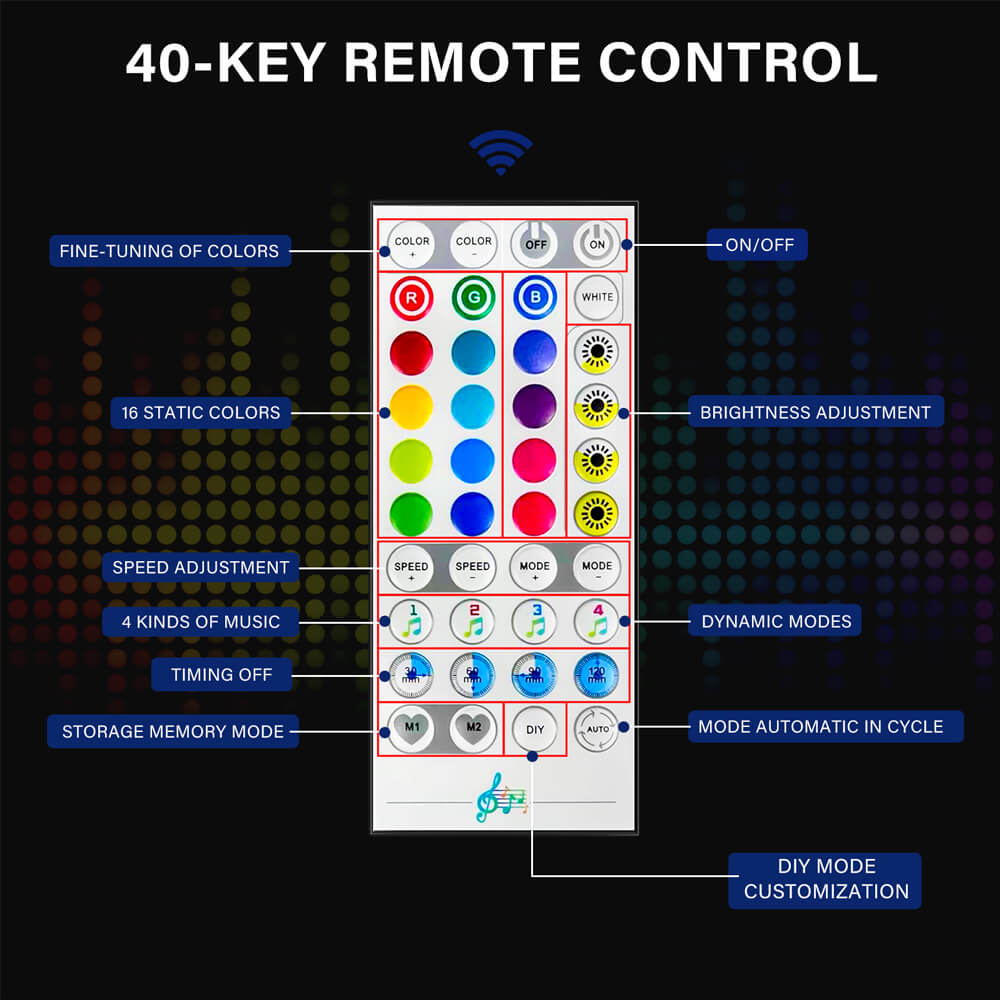 40-KEY REMOTE CONTROL
FINE-TUNING OF COLORS
COLOR +
COLOR -
OFF
ON
ON/OFF
R
G
B
WHITE
16 STATIC COLORS
BRIGHTNESS ADJUSTMENT
SPEED ADJUSTMENT
SPEED +
SPEED -
MODE +
MODE -
4 KINDS OF MUSIC
1
2
3
4
DYNAMIC MODES
TIMING OFF
30 min
60 min
90 min
120 min
STORAGE MEMORY MODE
M1
M2
DIY
AUTO
MODE AUTOMATIC IN CYCLE
DIY MODE
CUSTOMIZATION